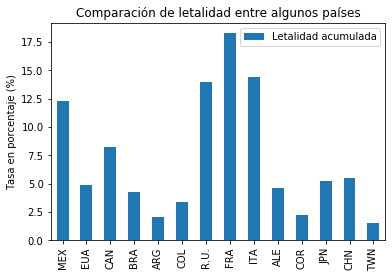 Comparación de letalidad entre algunos países
Letalidad acumulada
Tasa en porcentaje (%)
17.5
15.0
12.5
10.0
7.5
5.0
2.5
0.0
MEX
EUA
CAN
BRA
ARG
COL
R.U.
FRA
ITA
ALE
COR
JPN
CHN
TWN